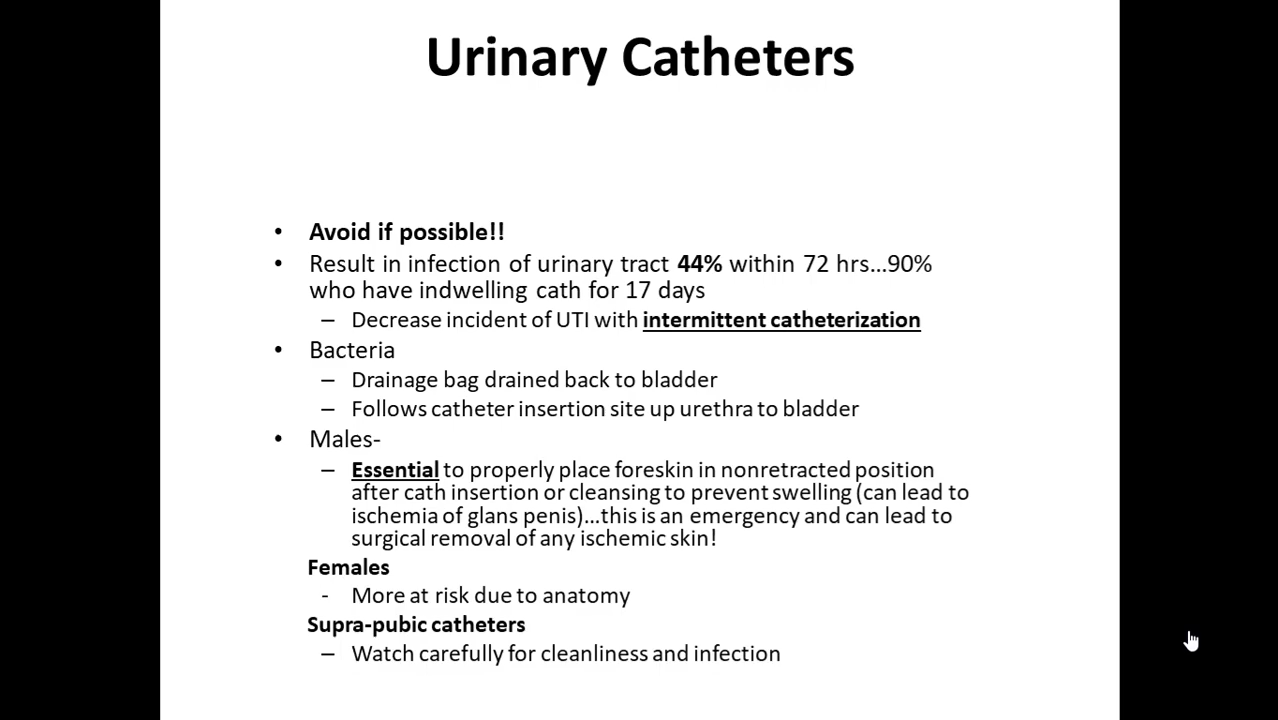 Urinary Catheters
• Avoid if possible!!
• Result in infection of urinary tract 44% within 72 hrs...90%
who have indwelling cath for 17 days
– Decrease incident of UTI with intermittent catheterization
• Bacteria
– Drainage bag drained back to bladder
– Follows catheter insertion site up urethra to bladder
• Males-
– Essential to properly place foreskin in nonretracted position
after cath insertion or cleansing to prevent swelling (can lead to
ischemia of glans penis)...this is an emergency and can lead to
surgical removal of any ischemic skin!
Females
- More at risk due to anatomy
Supra-pubic catheters
– Watch carefully for cleanliness and infection